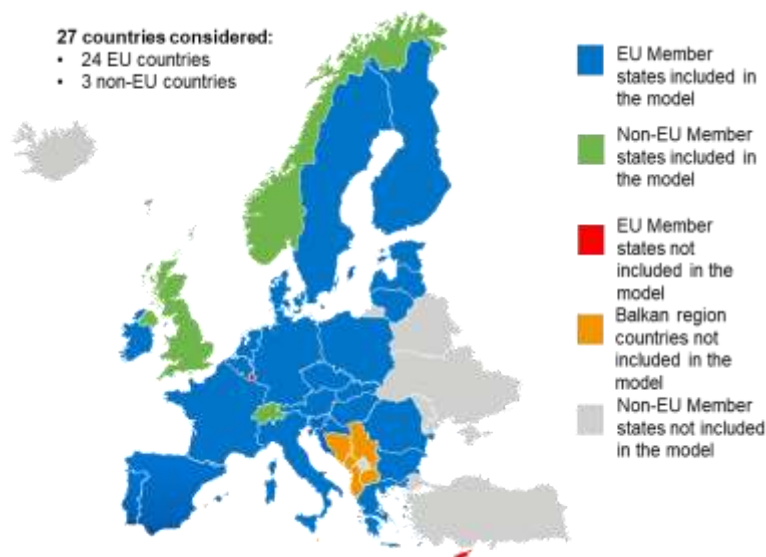 27 countries considered:
• 24 EU countries
• 3 non-EU countries
EU Member
states included in
the model
Non-EU Member
states included in
the model
EU Member
states not
included in the
model
Balkan region
countries not
included in the
model
Non-EU Member
states not included
in the model